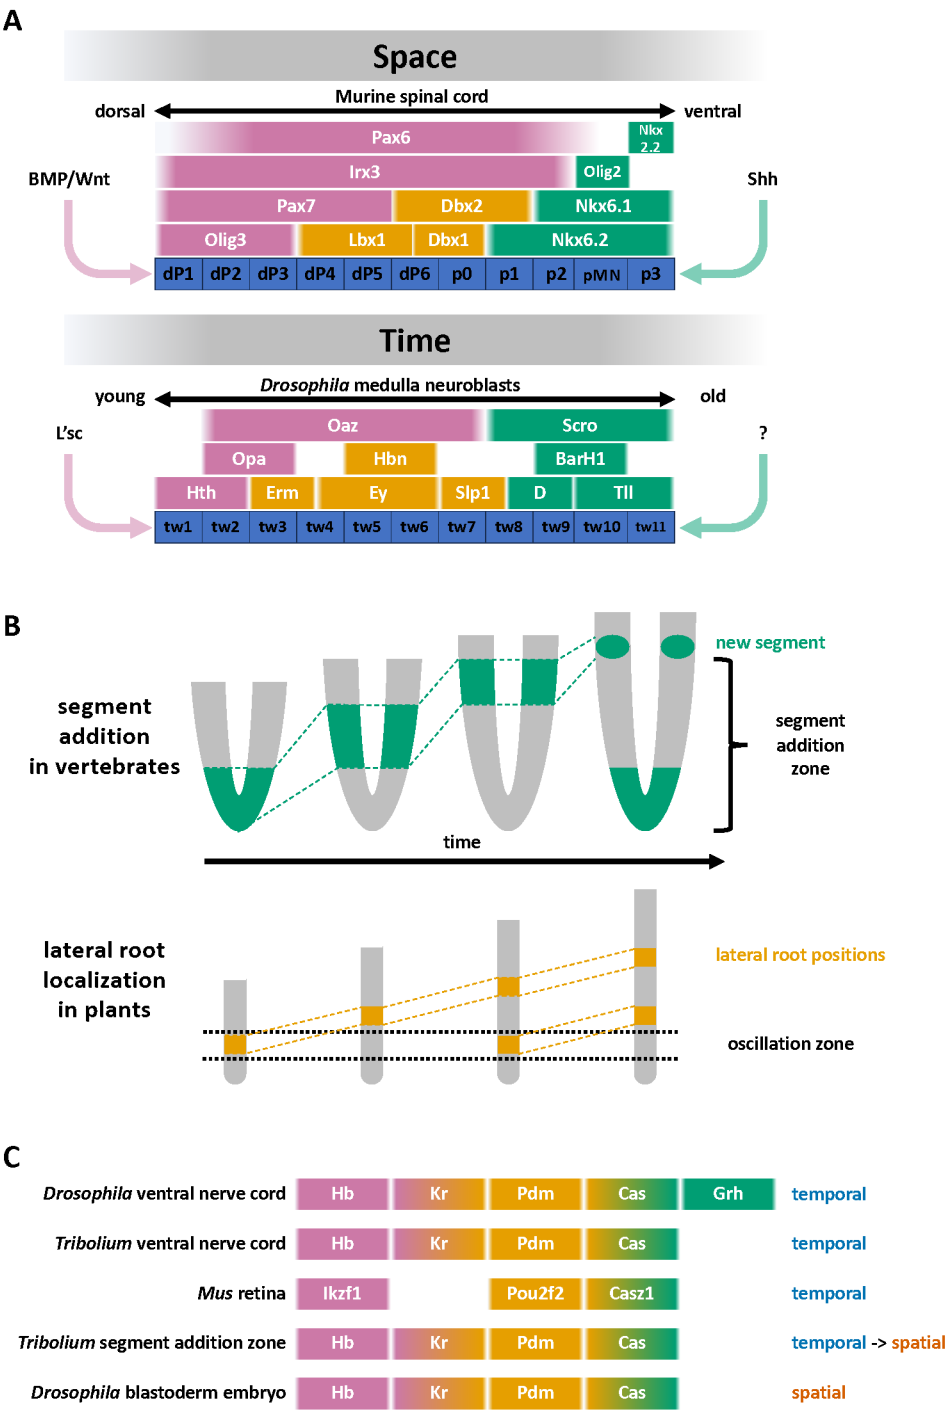 A
Space
Murine spinal cord
dorsal
ventral
Pax6
Nkx
2.2
BMP/Wnt
Irx3
Olig2
Shh
Pax7
Dbx2
Nkx6.1
Olig3
Lbx1
Dbx1
Nkx6.2
dP1 dP2 dP3 dP4 dP5 dP6 p0 p1 p2 pMN p3
Time
Drosophila medulla neuroblasts
young
old
L'sc
Oaz
Scro
?
Opa
Hbn
BarH1
Hth
Erm
Ey
Slp1
D
Tll
tw1 tw2 tw3 tw4 tw5 tw6 tw7 tw8 tw9 tw10 tw11
B
new segment
segment
addition
in vertebrates
segment
addition
zone
time
lateral root
localization
in plants
lateral root positions
oscillation zone
C
Drosophila ventral nerve cord Hb Kr Pdm Cas Grh temporal
Tribolium ventral nerve cord Hb Kr Pdm Cas temporal
Mus retina Ikzf1 Pou2f2 Casz1 temporal
Tribolium segment addition zone Hb Kr Pdm Cas temporal -> spatial
Drosophila blastoderm embryo Hb Kr Pdm Cas spatial